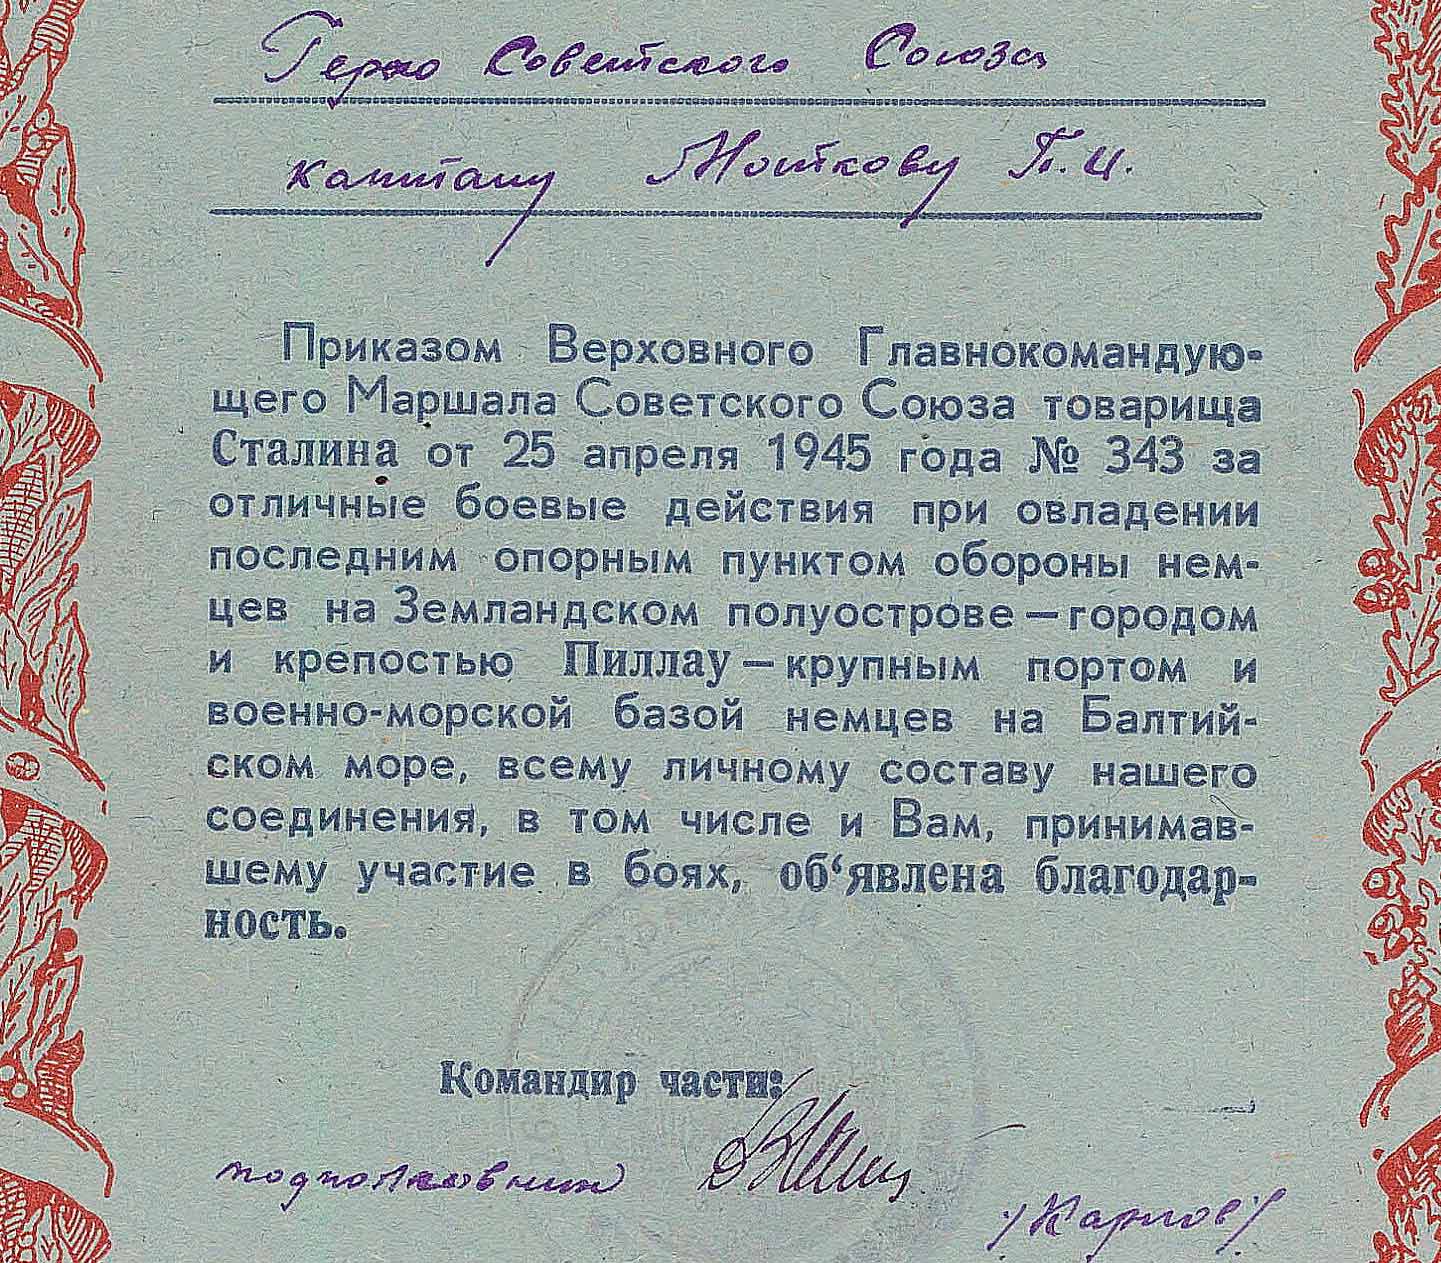 Герою Советского Союза
капитану Мосткову П.И.
Приказом Верховного Главнокомандую-
щего Маршала Советского Союза товарища
Сталина от 25 апреля 1945 года № 343 за
отличные боевые действия при овладении
последним опорным пунктом обороны нем-
цев на Земландском полуострове — городом
и крепостью Пиллау — крупным портом и
военно-морской базой немцев на Балтий-
ском море, всему личному составу нашего
соединения, в том числе и Вам, принимав-
шему участие в боях, об‘явлена благодар-
ность.
Командир части:
подполковник
/Карлов/